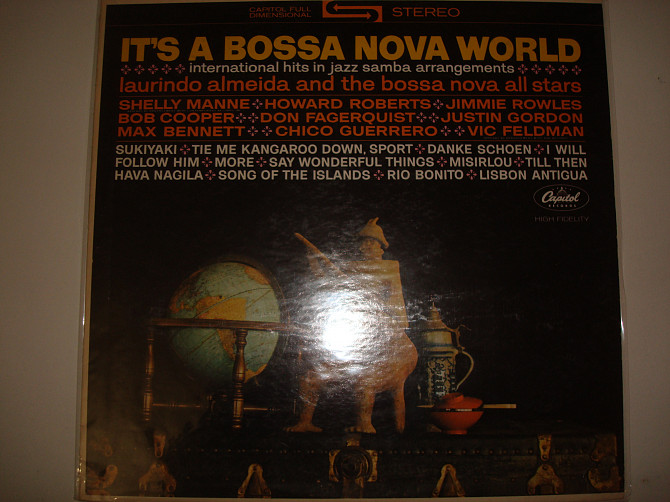 CAPITOL FULL DIMENSIONAL STEREO
IT'S A BOSSA NOVA WORLD
international hits in jazz samba arrangements
laurindo almeida and the bossa nova all stars
SHELLY MANNE HOWARD ROBERTS JIMMIE ROWLES
BOB COOPER DON FAGERQUIST JUSTIN GORDON
MAX BENNETT CHICO GUERRERO VIC FELDMAN
SUKIYAKI TIE ME KANGAROO DOWN, SPORT DANKE SCHOEN I WILL
FOLLOW HIM MORE SAY WONDERFUL THINGS MISIRLOU TILL THEN
HAVA NAGILA SONG OF THE ISLANDS RIO BONITO LISBON ANTIGUA
Capitol
RECORDS
HIGH FIDELITY